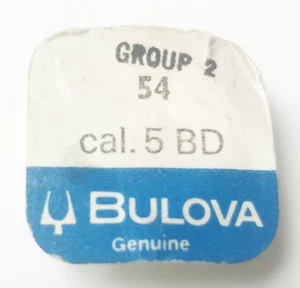 GROUP 2
54
cal. 5 BD
BULOVA
Genuine